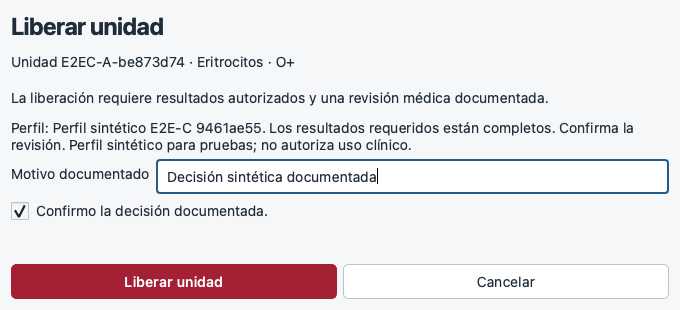 Liberar unidad
Unidad E2EC-A-be873d74 · Eritrocitos · O+
La liberación requiere resultados autorizados y una revisión médica documentada.
Perfil: Perfil sintético E2E-C 9461ae55. Los resultados requeridos están completos. Confirma la
revisión. Perfil sintético para pruebas; no autoriza uso clínico.
Motivo documentado Decisión sintética documentada
Confirmo la decisión documentada.
Liberar unidad Cancelar